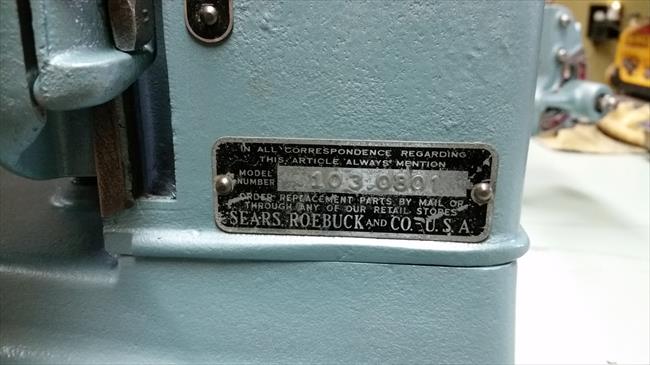 IN ALL CORRESPONDENCE REGARDING
THIS ARTICLE ALWAYS MENTION
MODEL NUMBER 103.0301
ORDER REPLACEMENT PARTS BY MAIL OR
THROUGH ANY OF OUR RETAIL STORES
SEARS, ROEBUCK AND CO.-U.S.A.